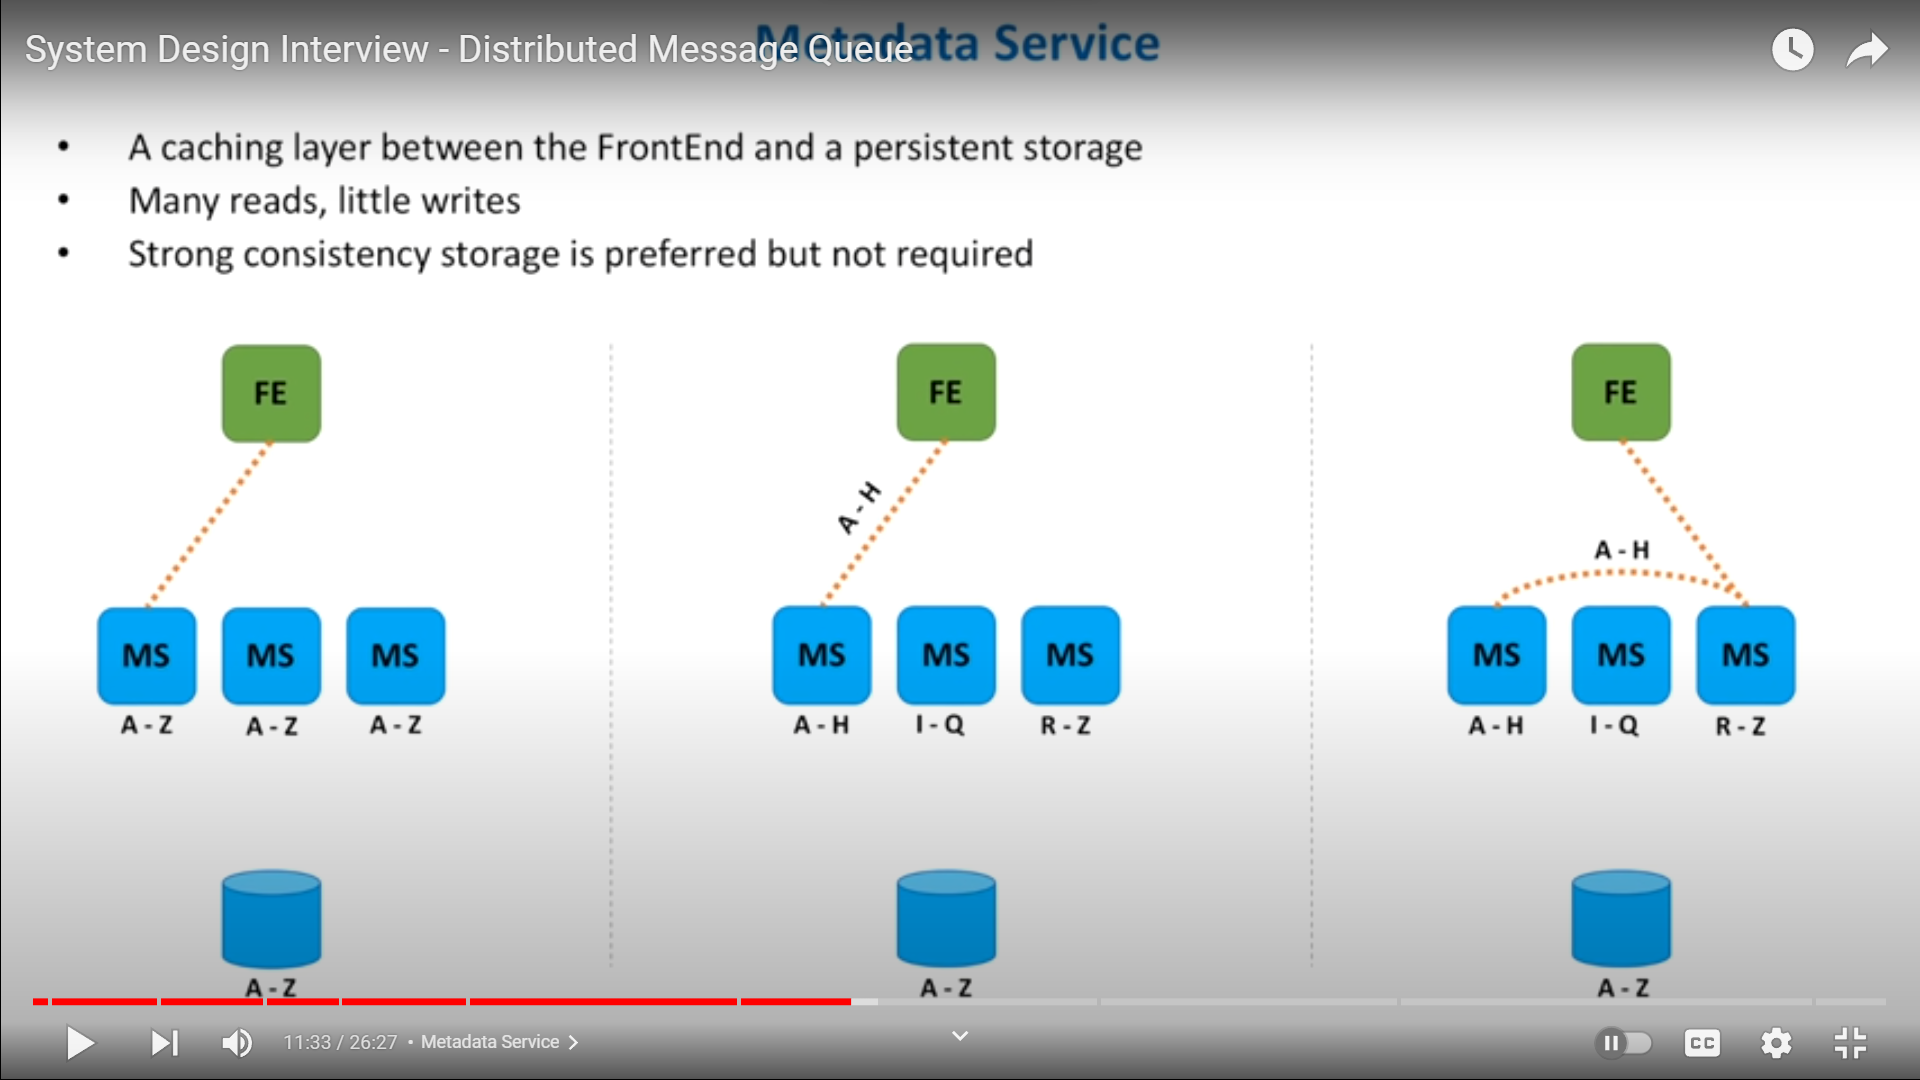 System Design Interview - Distributed Message Queue
Metadata Service
• A caching layer between the FrontEnd and a persistent storage
• Many reads, little writes
• Strong consistency storage is preferred but not required
FE
FE
FE
A - H
A - H
MS MS MS
MS MS MS
MS MS MS
A - Z A - Z A - Z
A - H I - Q R - Z
A - H I - Q R - Z
A - Z
A - Z
A - Z
11:33 / 26:27 • Metadata Service
CC